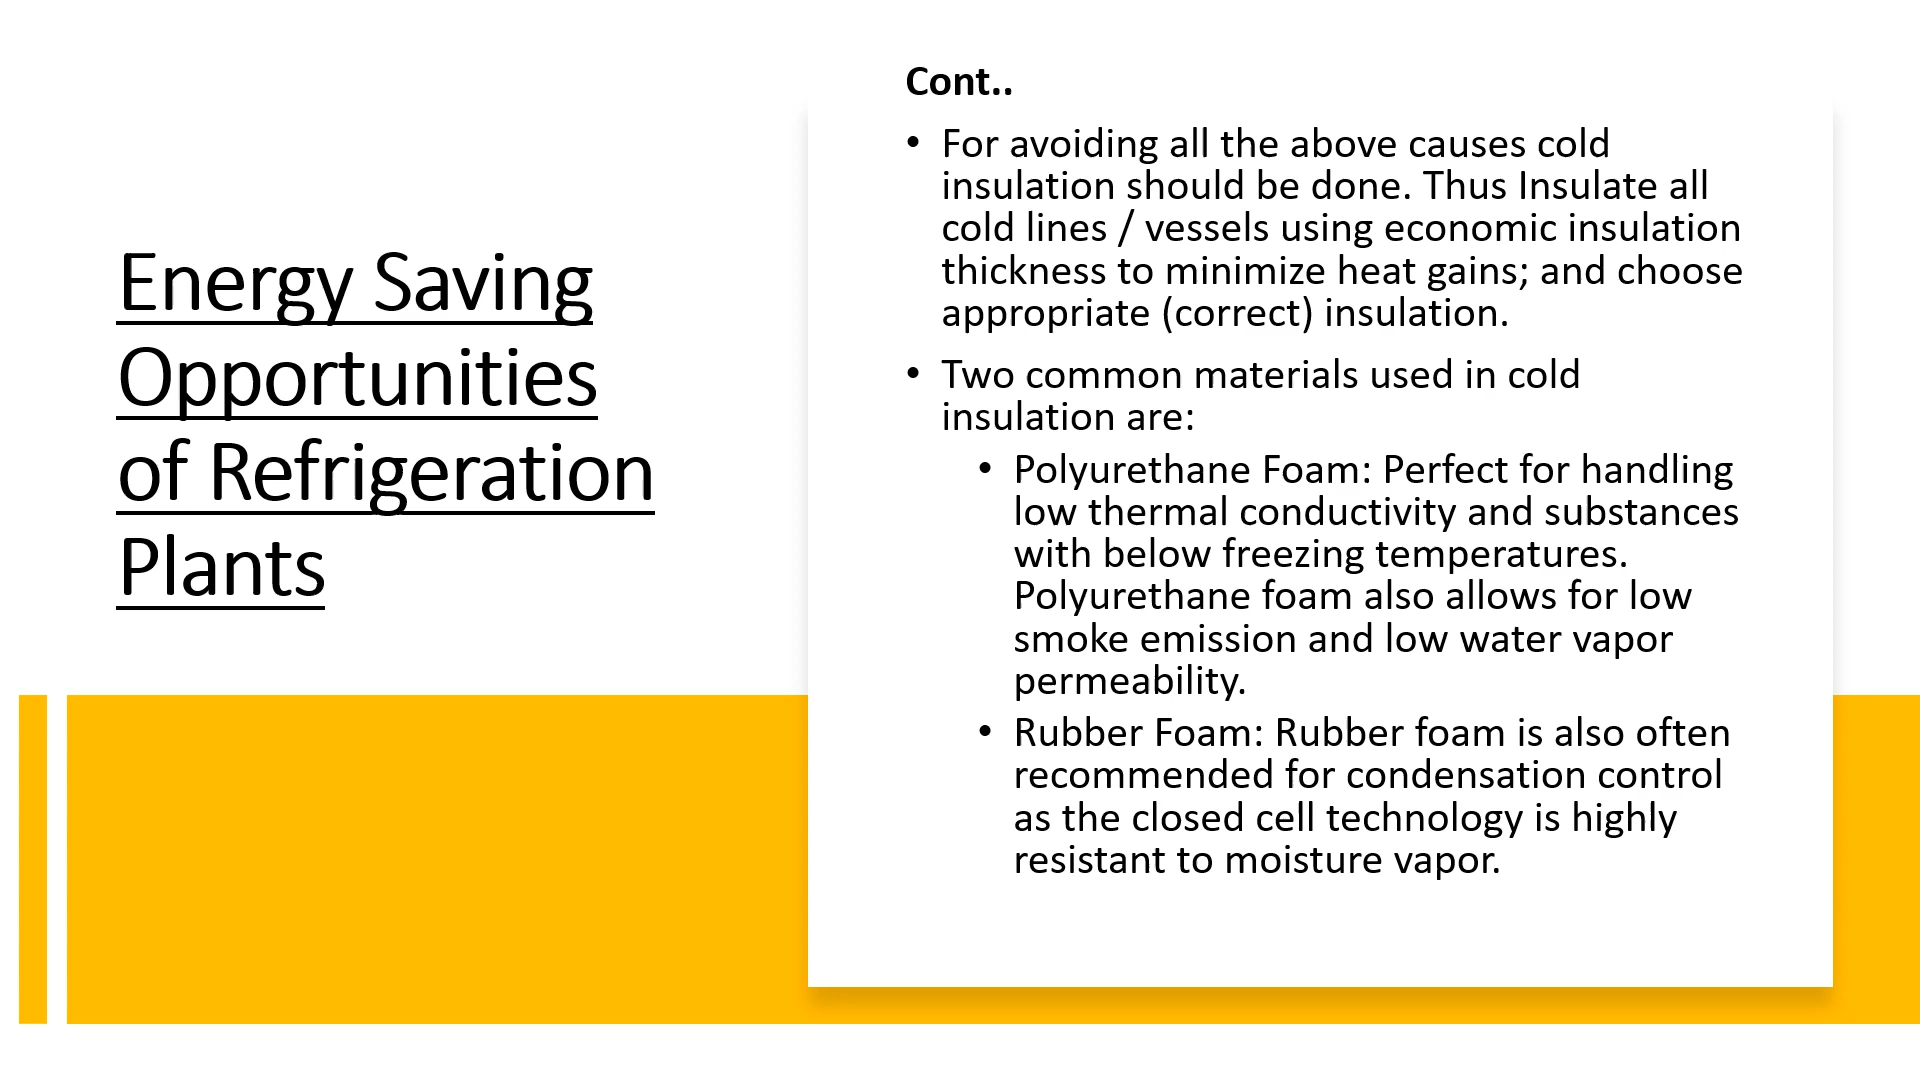 Energy Saving
Opportunities
of Refrigeration
Plants
Cont..
• For avoiding all the above causes cold
insulation should be done. Thus Insulate all
cold lines / vessels using economic insulation
thickness to minimize heat gains; and choose
appropriate (correct) insulation.
• Two common materials used in cold
insulation are:
• Polyurethane Foam: Perfect for handling
low thermal conductivity and substances
with below freezing temperatures.
Polyurethane foam also allows for low
smoke emission and low water vapor
permeability.
• Rubber Foam: Rubber foam is also often
recommended for condensation control
as the closed cell technology is highly
resistant to moisture vapor.